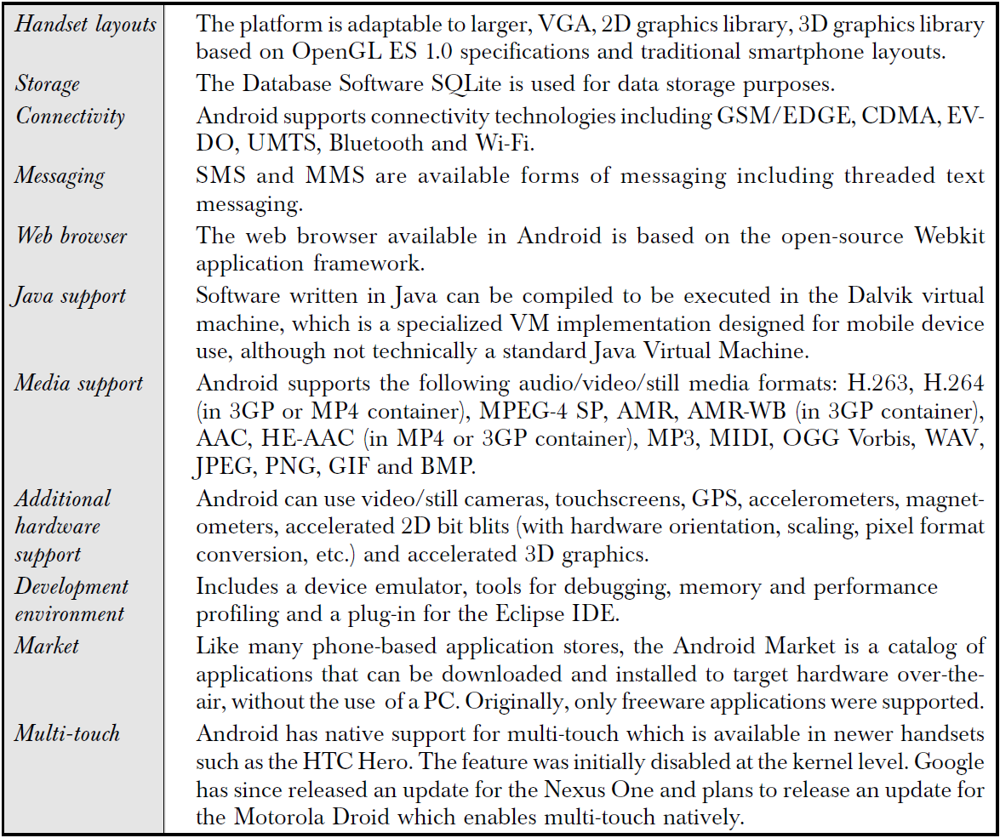 Handset layouts The platform is adaptable to larger, VGA, 2D graphics library, 3D graphics library
based on OpenGL ES 1.0 specifications and traditional smartphone layouts.
Storage The Database Software SQLite is used for data storage purposes.
Connectivity Android supports connectivity technologies including GSM/EDGE, CDMA, EV-
DO, UMTS, Bluetooth and Wi-Fi.
Messaging SMS and MMS are available forms of messaging including threaded text
messaging.
Web browser The web browser available in Android is based on the open-source Webkit
application framework.
Java support Software written in Java can be compiled to be executed in the Dalvik virtual
machine, which is a specialized VM implementation designed for mobile device
use, although not technically a standard Java Virtual Machine.
Media support Android supports the following audio/video/still media formats: H.263, H.264
(in 3GP or MP4 container), MPEG-4 SP, AMR, AMR-WB (in 3GP container),
AAC, HE-AAC (in MP4 or 3GP container), MP3, MIDI, OGG Vorbis, WAV,
JPEG, PNG, GIF and BMP.
Additional Android can use video/still cameras, touchscreens, GPS, accelerometers, magnet-
hardware ometers, accelerated 2D bit blits (with hardware orientation, scaling, pixel format
support conversion, etc.) and accelerated 3D graphics.
Development Includes a device emulator, tools for debugging, memory and performance
environment profiling and a plug-in for the Eclipse IDE.
Market Like many phone-based application stores, the Android Market is a catalog of
applications that can be downloaded and installed to target hardware over-the-
air, without the use of a PC. Originally, only freeware applications were supported.
Multi-touch Android has native support for multi-touch which is available in newer handsets
such as the HTC Hero. The feature was initially disabled at the kernel level. Google
has since released an update for the Nexus One and plans to release an update for
the Motorola Droid which enables multi-touch natively.